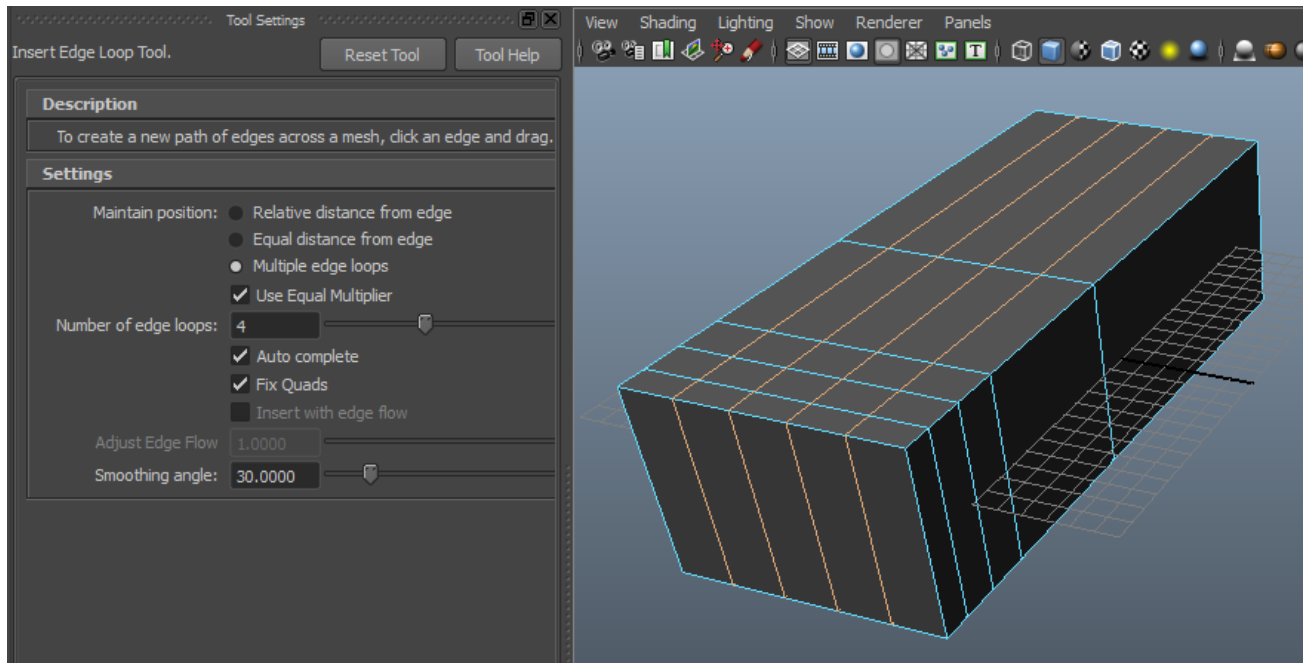 Tool Settings
Insert Edge Loop Tool.
Reset Tool
Tool Help
Description
To create a new path of edges across a mesh, click an edge and drag.
Settings
Maintain position:
Relative distance from edge
Equal distance from edge
Multiple edge loops
Use Equal Multiplier
Number of edge loops: 4
Auto complete
Fix Quads
Insert with edge flow
Adjust Edge Flow 1.0000
Smoothing angle: 30.0000
View Shading Lighting Show Renderer Panels
T